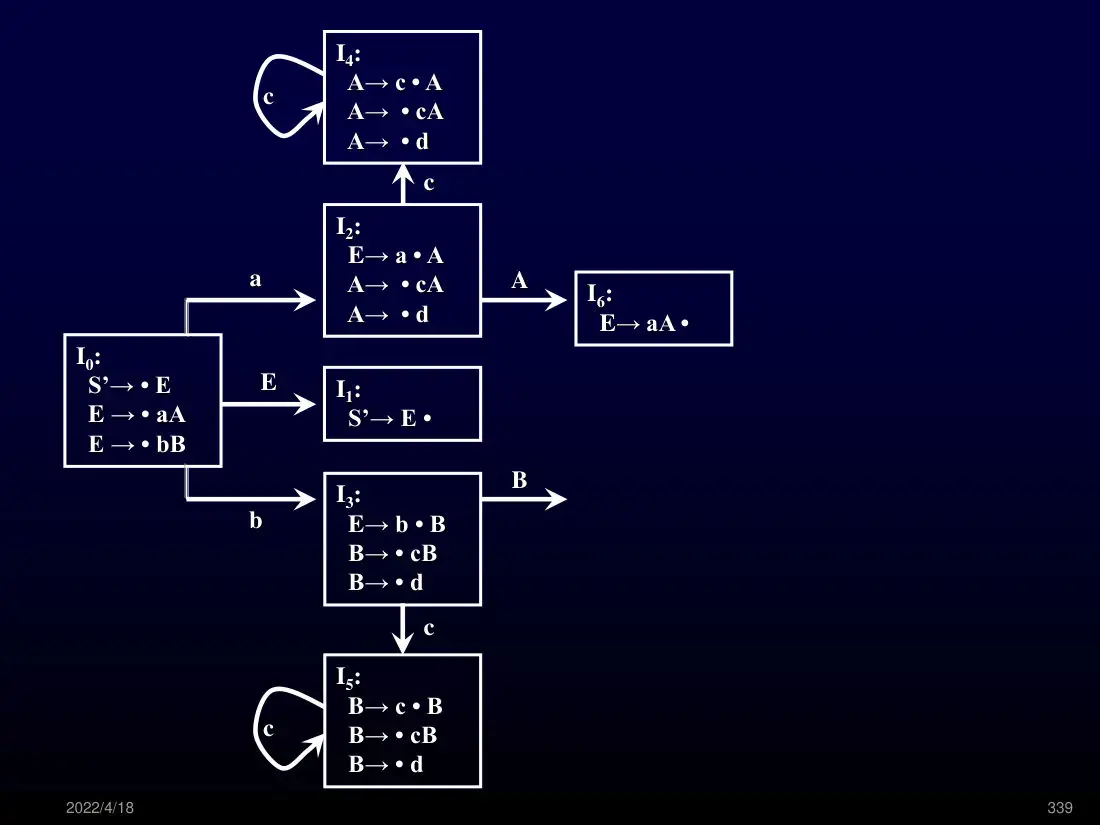 I4:
A→ c • A
A→ • cA
A→ • d
c
c
I2:
E→ a • A
A→ • cA
A→ • d
a
A
I6:
E→ aA •
I0:
S’→ • E
E → • aA
E → • bB
E
I1:
S’→ E •
b
I3:
E→ b • B
B→ • cB
B→ • d
B
c
I5:
B→ c • B
B→ • cB
B→ • d
c
2022/4/18
339